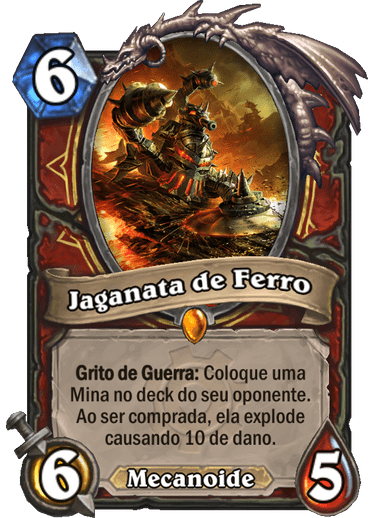 6
Jaganata de Ferro
Grito de Guerra: Coloque uma
Mina no deck do seu oponente.
Ao ser comprada, ela explode
causando 10 de dano.
6
Mecanoide
5